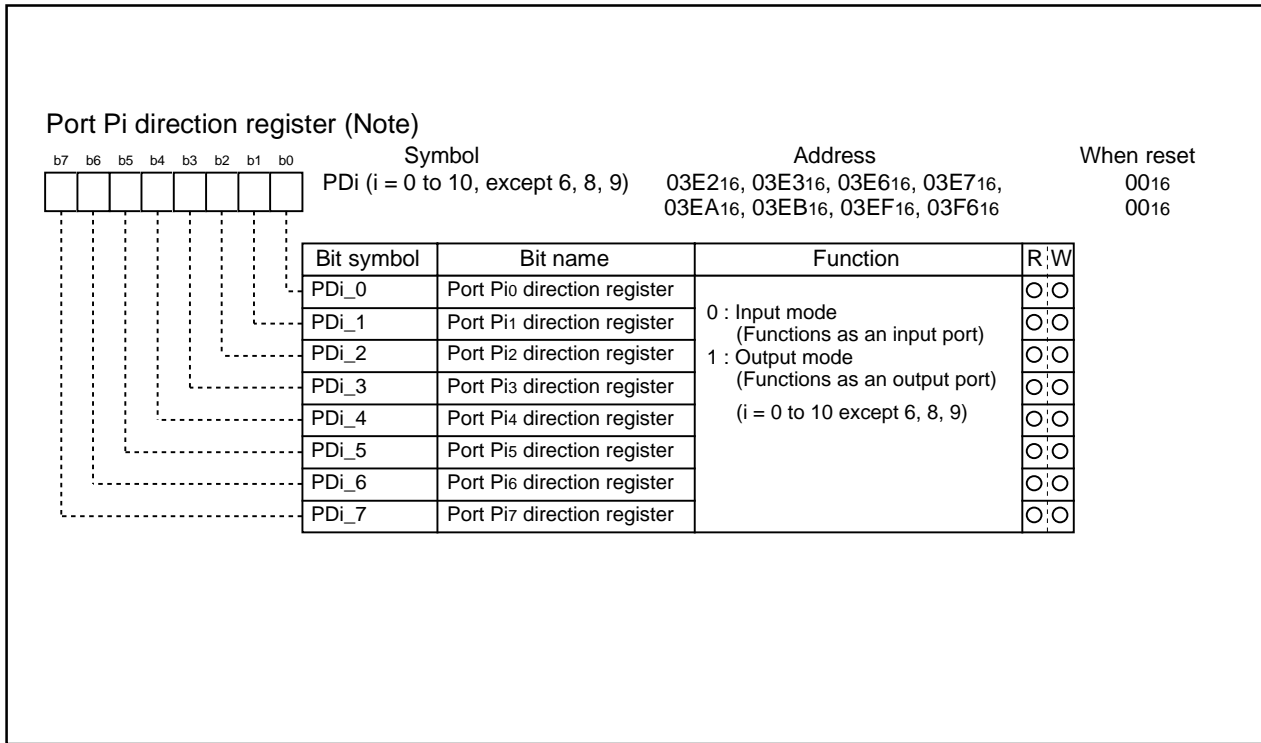 Port Pi direction register (Note)
b7 b6 b5 b4 b3 b2 b1 b0
Symbol Address When reset
PDi (i = 0 to 10, except 6, 8, 9) 03E216, 03E316, 03E616, 03E716, 0016
03EA16, 03EB16, 03EF16, 03F616 0016
Bit symbol Bit name Function R W
PDi_0 Port Pi0 direction register
PDi_1 Port Pi1 direction register
PDi_2 Port Pi2 direction register
PDi_3 Port Pi3 direction register
PDi_4 Port Pi4 direction register
PDi_5 Port Pi5 direction register
PDi_6 Port Pi6 direction register
PDi_7 Port Pi7 direction register
0 : Input mode
(Functions as an input port)
1 : Output mode
(Functions as an output port)
(i = 0 to 10 except 6, 8, 9)